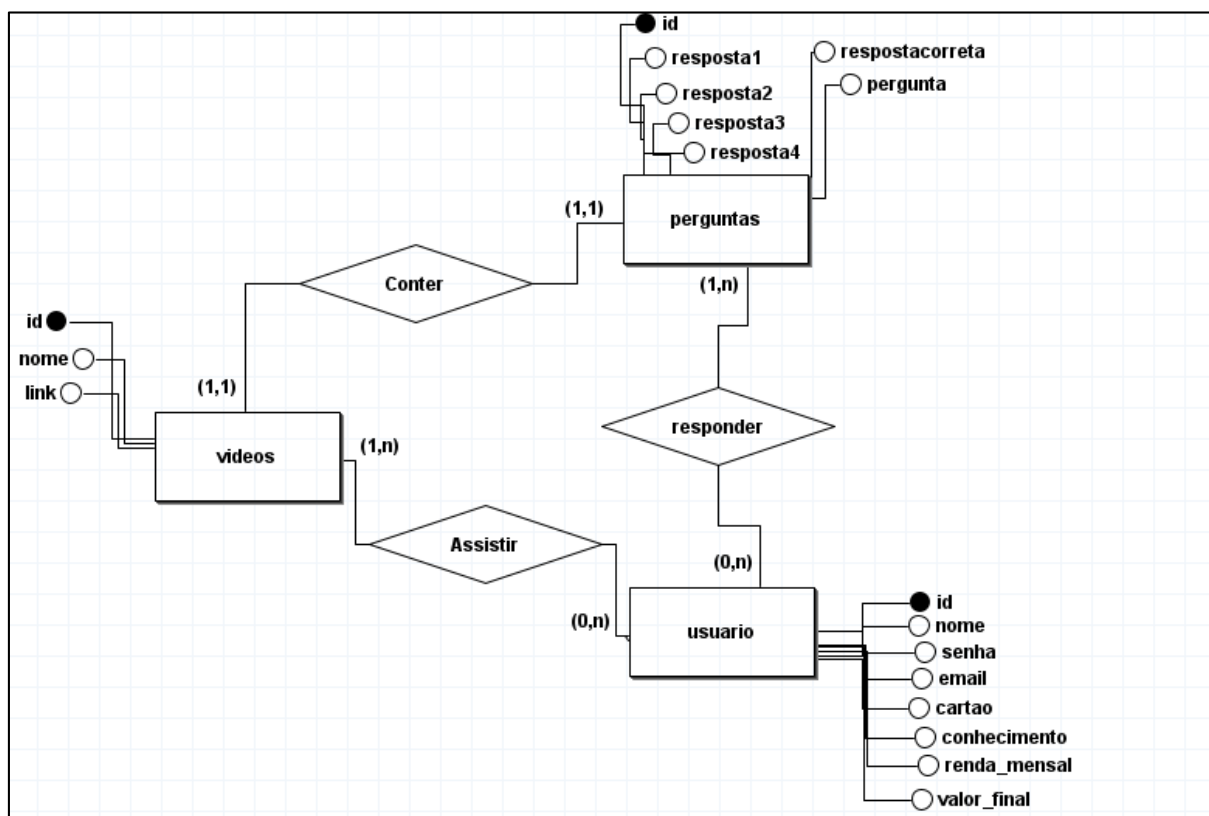 id
resposta1
resposta2
resposta3
resposta4
respostacorreta
pergunta
perguntas
(1,1)
(1,n)
Conter
id
nome
link
(1,1)
videos
(1,n)
responder
Assistir
(0,n)
(0,n)
usuario
id
nome
senha
email
cartao
conhecimento
renda_mensal
valor_final